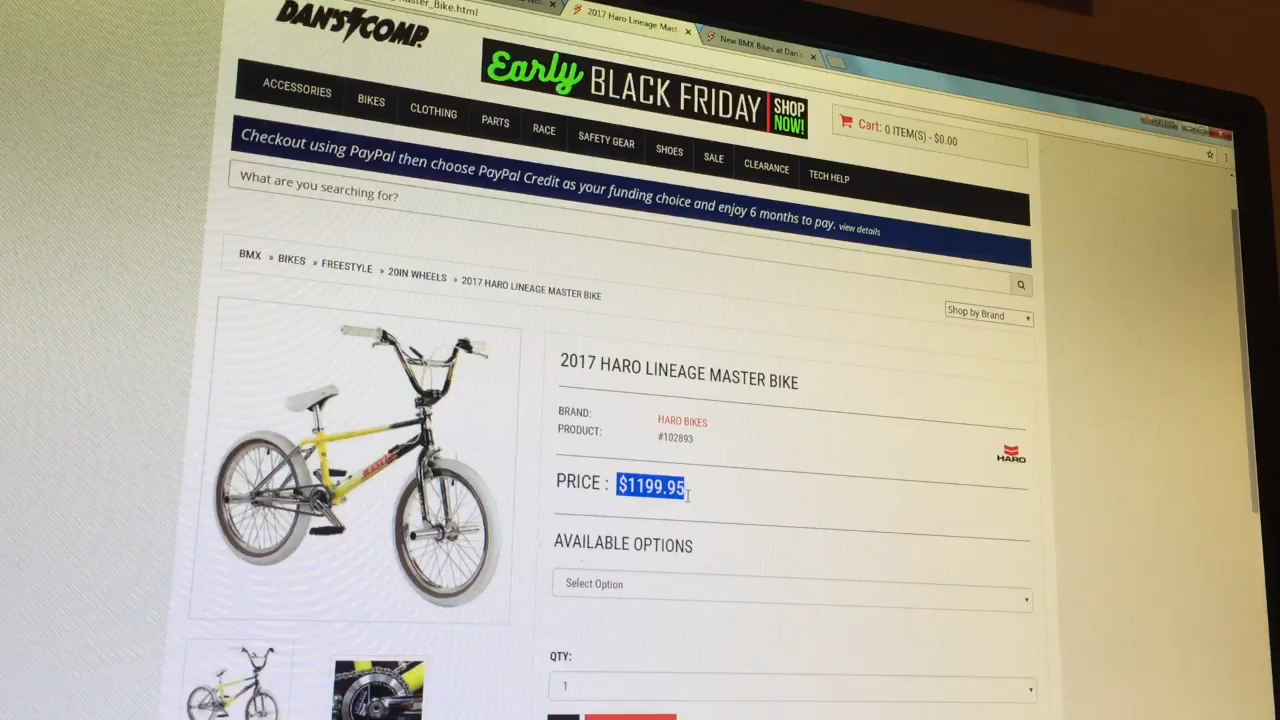 aster_Bike.html
2017 Haro Lineage Mast
New BMX Bikes at Dan's
DAN'S COMP
Early BLACK FRIDAY SHOP NOW!
Cart: 0 ITEM(S) - $0.00
ACCESSORIES BIKES CLOTHING PARTS RACE SAFETY GEAR SHOES SALE CLEARANCE TECH HELP
Checkout using PayPal then choose PayPal Credit as your funding choice and enjoy 6 months to pay. view details
What are you searching for?
BMX » BIKES » FREESTYLE » 20IN WHEELS » 2017 HARO LINEAGE MASTER BIKE
Shop by Brand
2017 HARO LINEAGE MASTER BIKE
BRAND: HARO BIKES
PRODUCT: #102893
HARO
PRICE : $1199.95
AVAILABLE OPTIONS
Select Option
QTY:
1